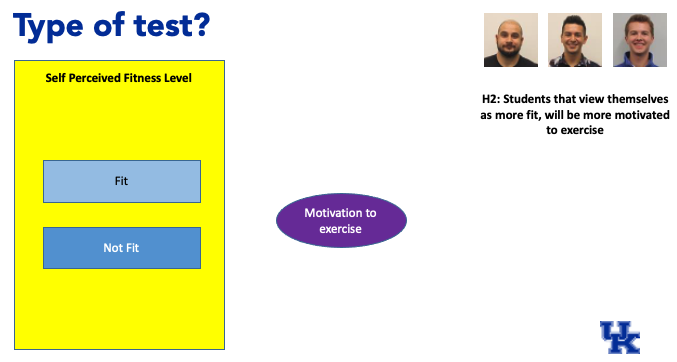 Type of test?
Self Perceived Fitness Level
Fit
Not Fit
Motivation to
exercise
H2: Students that view themselves
as more fit, will be more motivated
to exercise
UK